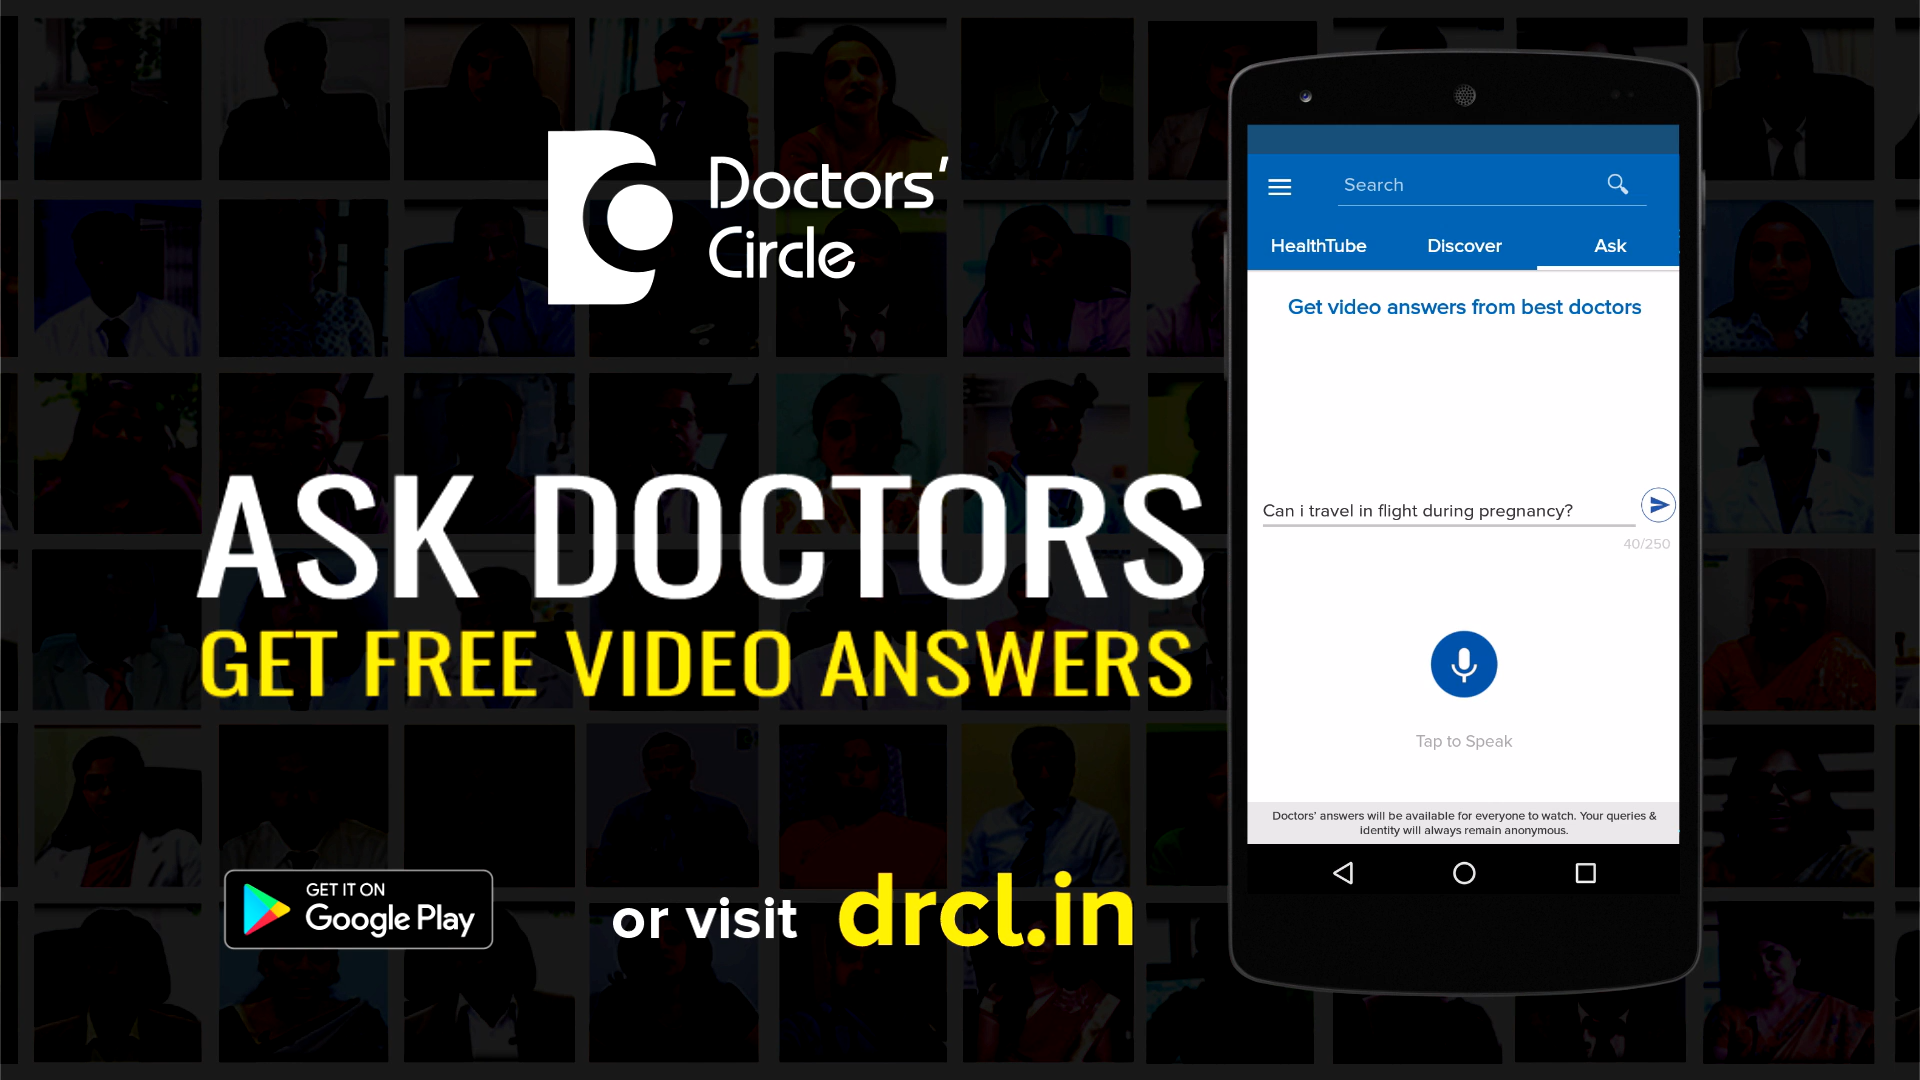 Doctors'
Circle
ASK DOCTORS
GET FREE VIDEO ANSWERS
GET IT ON
Google Play
or visit drcl.in
Search
HealthTube Discover Ask
Get video answers from best doctors
Can i travel in flight during pregnancy?
40/250
Tap to Speak
Doctors' answers will be available for everyone to watch. Your queries &
identity will always remain anonymous.